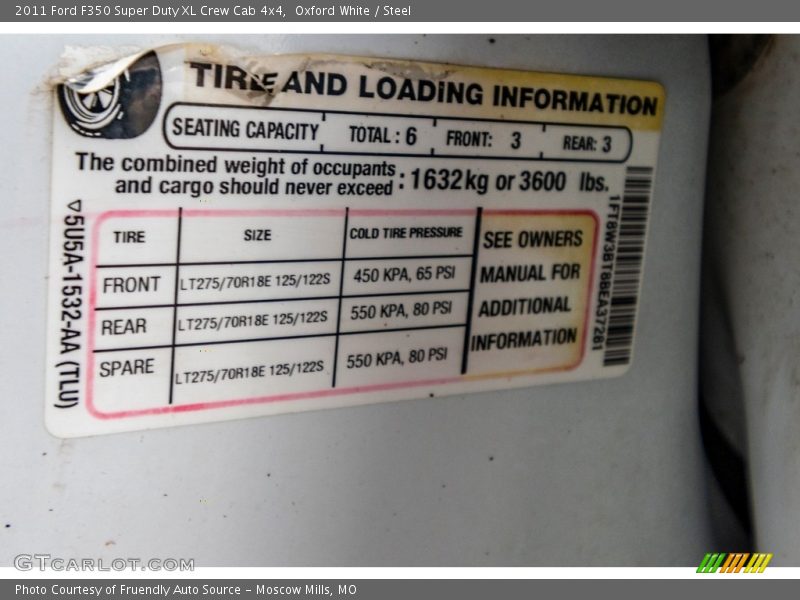 2011 Ford F350 Super Duty XL Crew Cab 4x4, Oxford White / Steel
TIRE AND LOADING INFORMATION
SEATING CAPACITY TOTAL: 6 FRONT: 3 REAR: 3
The combined weight of occupants
and cargo should never exceed : 1632kg or 3600 lbs.
TIRE SIZE COLD TIRE PRESSURE
FRONT LT275/70R18E 125/122S 450 KPA, 65 PSI
REAR LT275/70R18E 125/122S 550 KPA, 80 PSI
SPARE LT275/70R18E 125/122S 550 KPA, 80 PSI
SEE OWNERS
MANUAL FOR
ADDITIONAL
INFORMATION
5U5A-1532-AA (TLU)
1FT8W3BT8BEA37281
GTCARLOT.COM
Photo Courtesy of Fruendly Auto Source - Moscow Mills, MO